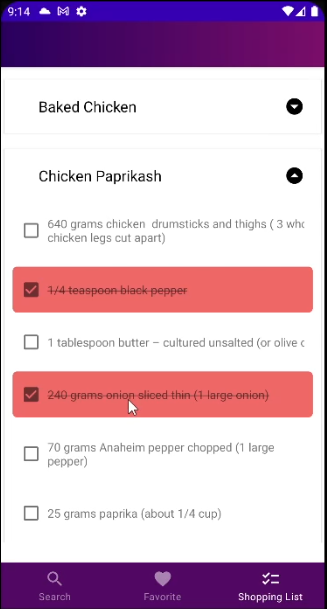 9:14
Baked Chicken
Chicken Paprikash
640 grams chicken drumsticks and thighs ( 3
chicken legs cut apart)
1/4 teaspoon black pepper
1 tablespoon butter – cultured unsalted (or olive
240 grams onion sliced thin (1 large onion)
70 grams Anaheim pepper chopped (1 large
pepper)
25 grams paprika (about 1/4 cup)
Search
Favorite
Shopping List